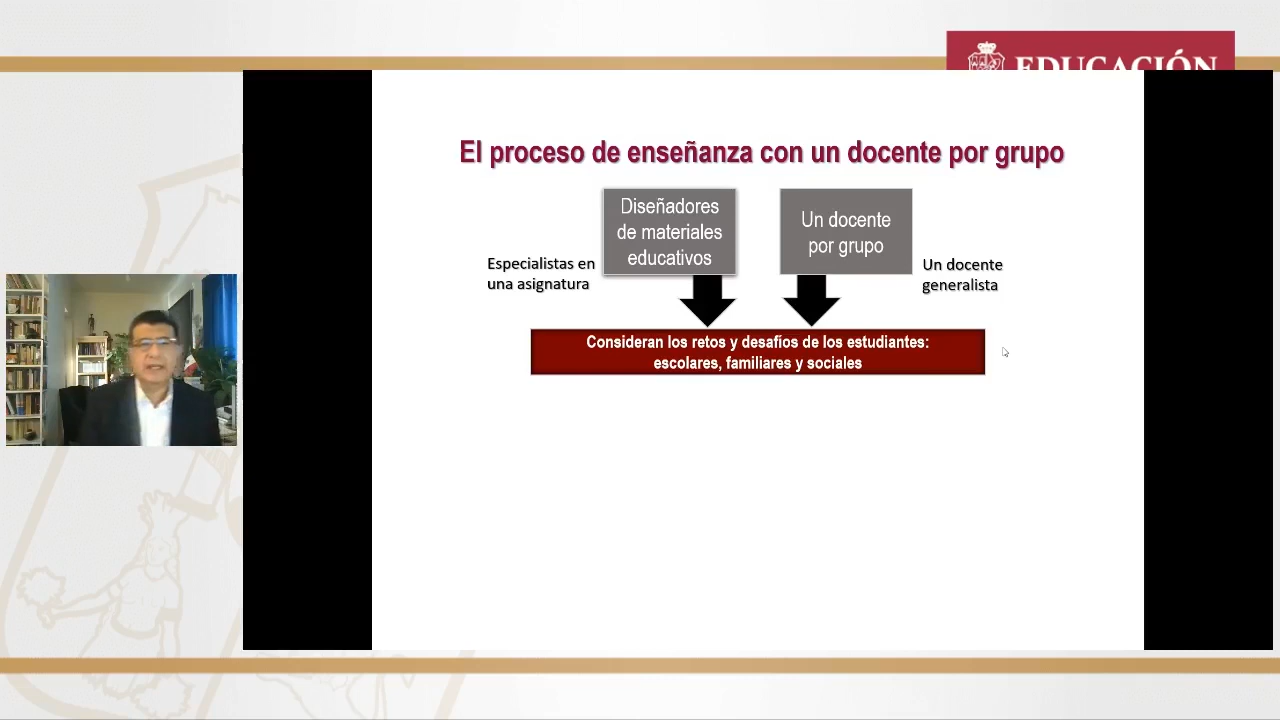 EDUCACIÓN
El proceso de enseñanza con un docente por grupo
Diseñadores
de materiales
educativos
Un docente
por grupo
Especialistas en
una asignatura
Un docente
generalista
Consideran los retos y desafíos de los estudiantes:
escolares, familiares y sociales